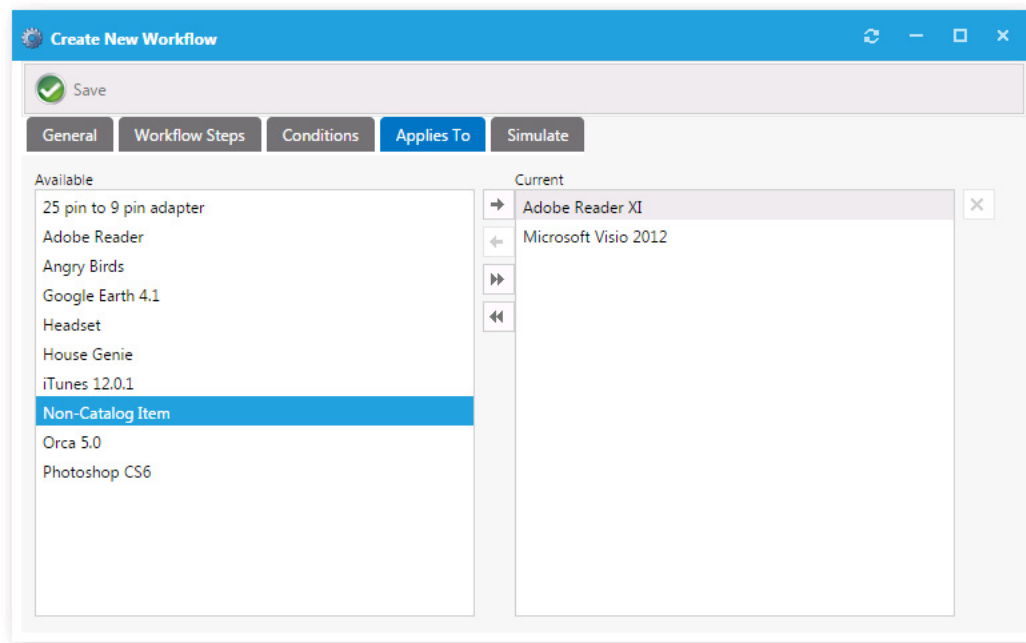 Create New Workflow
Save
General
Workflow Steps
Conditions
Applies To
Simulate
Available
25 pin to 9 pin adapter
Adobe Reader
Angry Birds
Google Earth 4.1
Headset
House Genie
iTunes 12.0.1
Non-Catalog Item
Orca 5.0
Photoshop CS6
Current
Adobe Reader XI
Microsoft Visio 2012